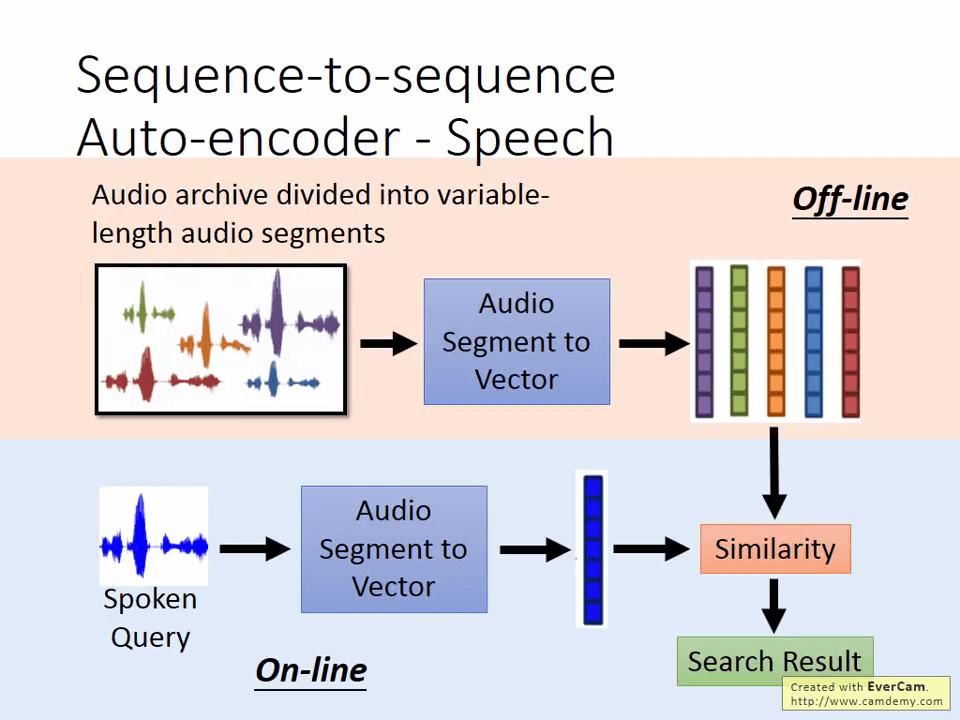 Sequence-to-sequence
Auto-encoder - Speech
Audio archive divided into variable-
length audio segments
Off-line
Audio
Segment to
Vector
Audio
Segment to
Vector
Similarity
Spoken
Query
On-line
Search Result
Created with EverCam.
http://www.camdemy.com